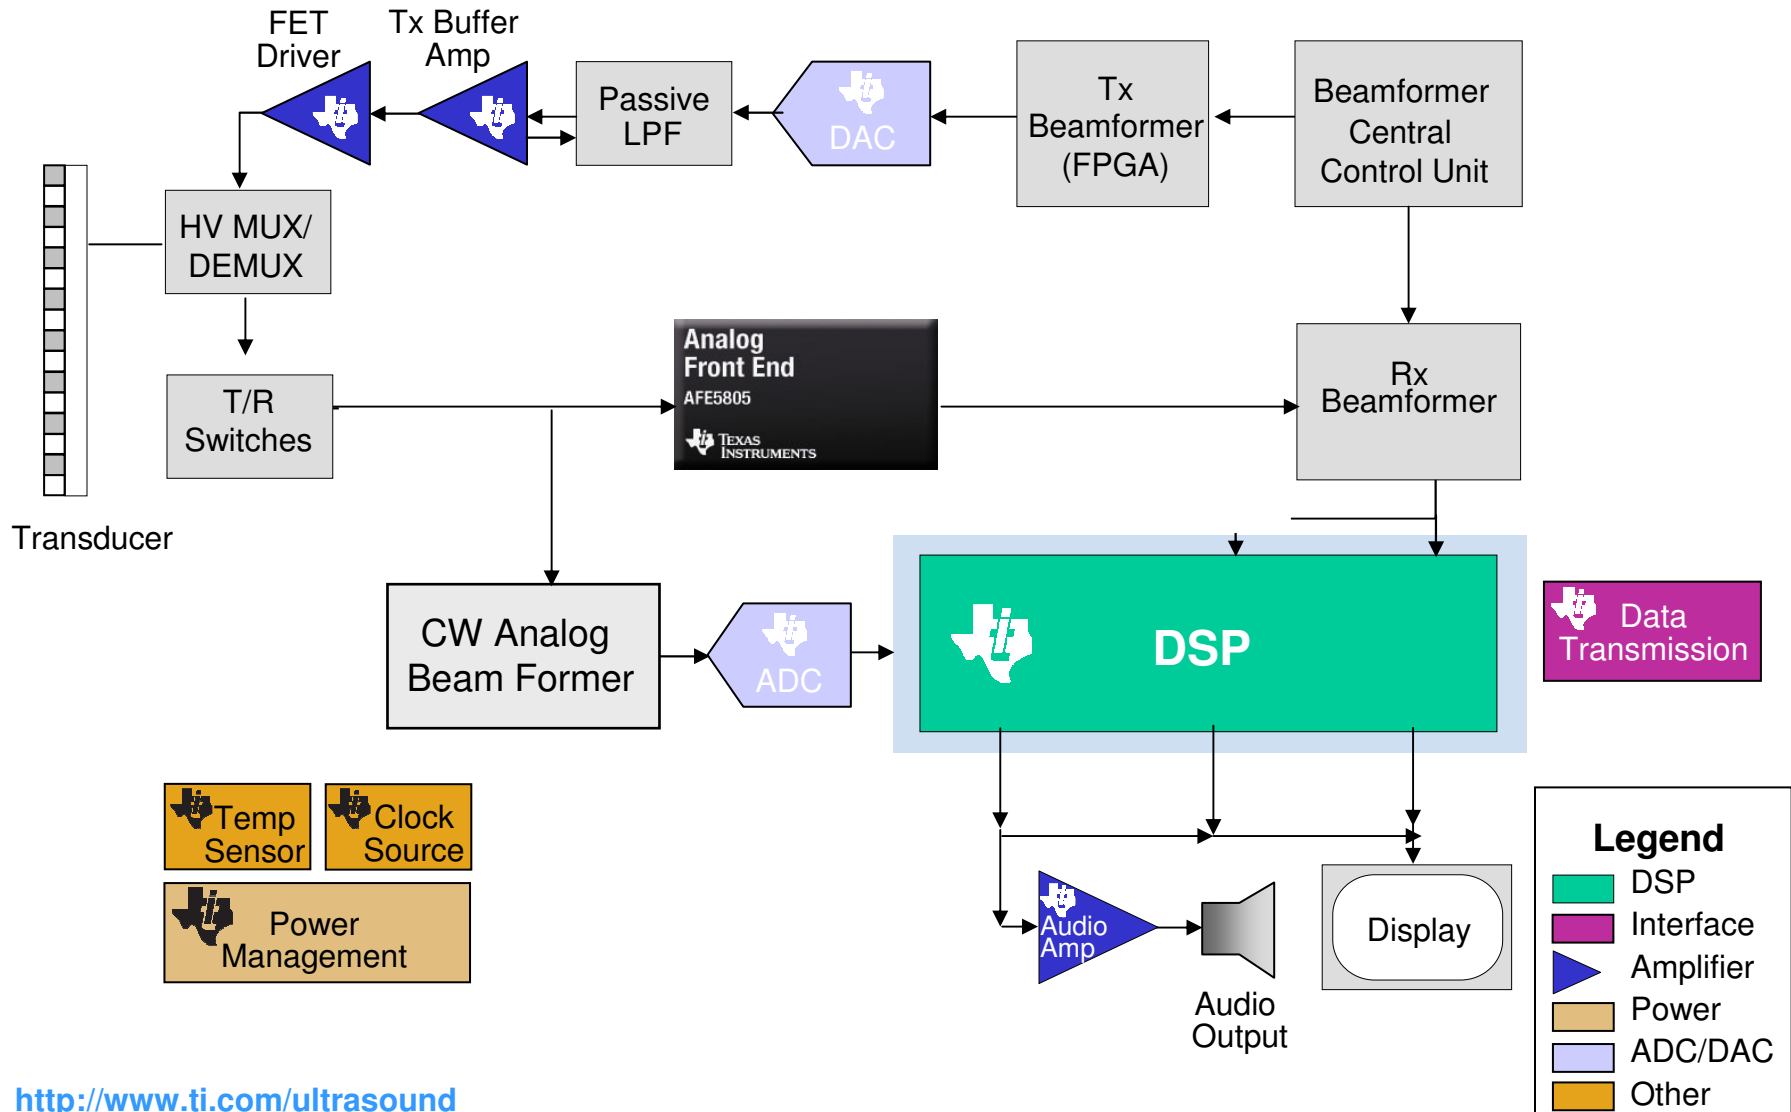 FET
Driver
Tx Buffer
Amp
Passive
LPF
DAC
Tx
Beamformer
(FPGA)
Beamformer
Central
Control Unit
HV MUX/
DEMUX
T/R
Switches
Analog
Front End
AFE5805
TEXAS
INSTRUMENTS
Rx
Beamformer
Transducer
CW Analog
Beam Former
ADC
DSP
Data
Transmission
Temp
Sensor
Clock
Source
Power
Management
Audio
Amp
Audio
Output
Display
Legend
DSP
Interface
Amplifier
Power
ADC/DAC
Other
http://www.ti.com/ultrasound